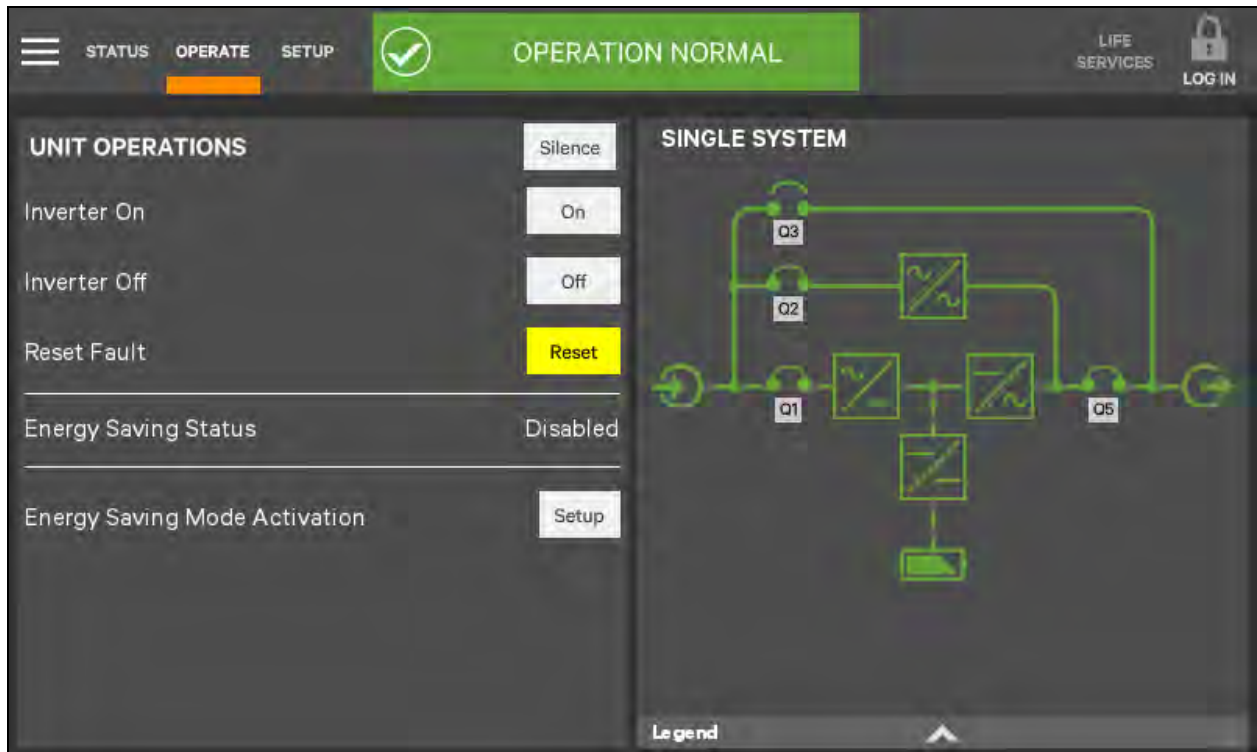 STATUS OPERATE SETUP OPERATION NORMAL LIFE SERVICES LOG IN
UNIT OPERATIONS Silence
Inverter On On
Inverter Off Off
Reset Fault Reset
Energy Saving Status Disabled
Energy Saving Mode Activation Setup
SINGLE SYSTEM
Q3
Q2
Q1 Q5
Legend